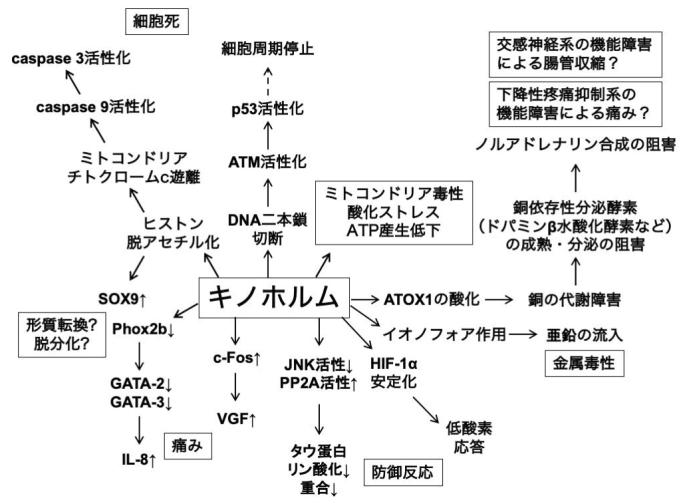 細胞死
caspase 3活性化
caspase 9活性化
ミトコンドリア
チトクロームc遊離
ヒストン
脱アセチル化
細胞周期停止
p53活性化
ATM活性化
DNA二本鎖
切断
ミトコンドリア毒性
酸化ストレス
ATP産生低下
交感神経系の機能障害
による腸管収縮？
下降性疼痛抑制系の
機能障害による痛み？
ノルアドレナリン合成の阻害
銅依存性分泌酵素
（ドパミンβ水酸化酵素など）
の成熟・分泌の阻害
キノホルム
ATOX1の酸化
銅の代謝障害
イオノフォア作用
亜鉛の流入
金属毒性
SOX9↑
形質転換?
脱分化?
Phox2b↓
GATA-2↓
GATA-3↓
IL-8↑
痛み
c-Fos↑
VGF↑
JNK活性↓
PP2A活性↑
タウ蛋白
リン酸化↓
重合↓
防御反応
HIF-1α
安定化
低酸素
応答